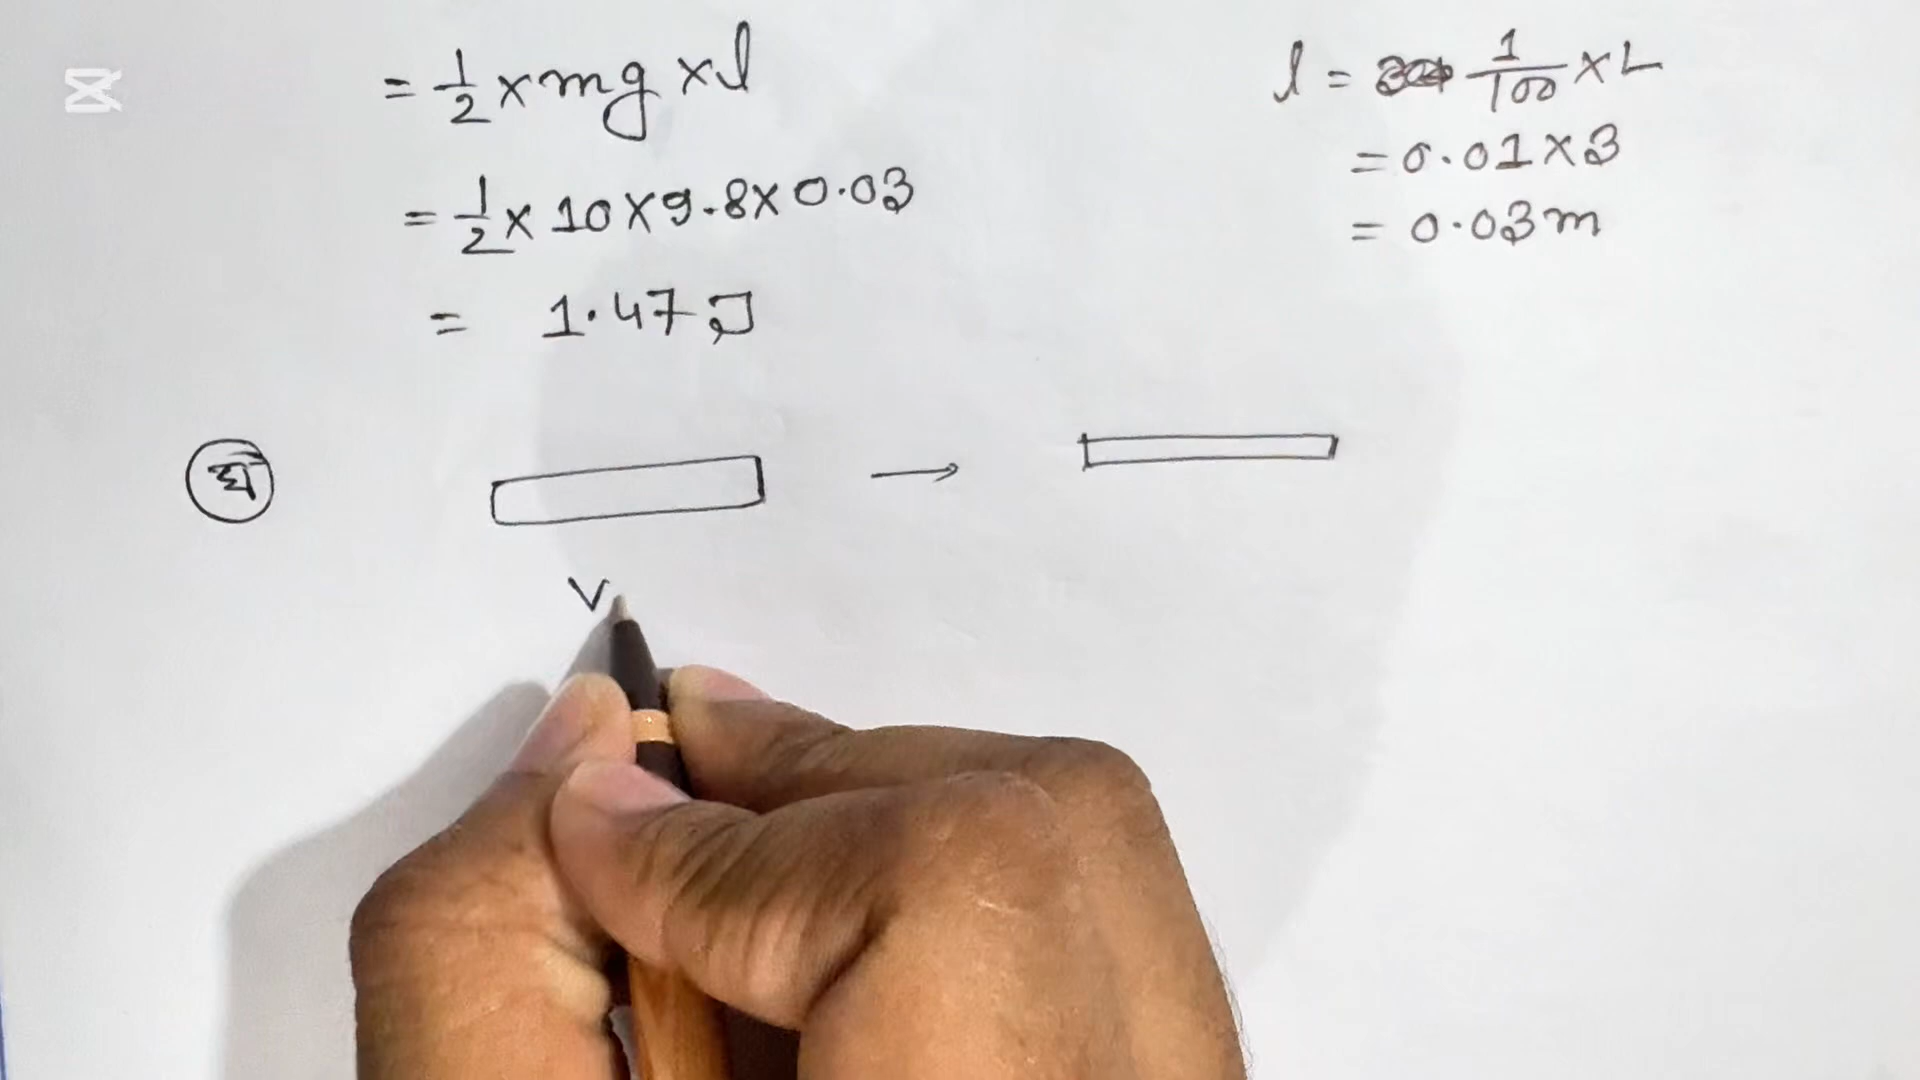 = 1/2 × mg × l
= 1/2 × 10 × 9.8 × 0.03
= 1.47 J
l = 1/100 × L
= 0.01 × 3
= 0.03 m
ঘ
V